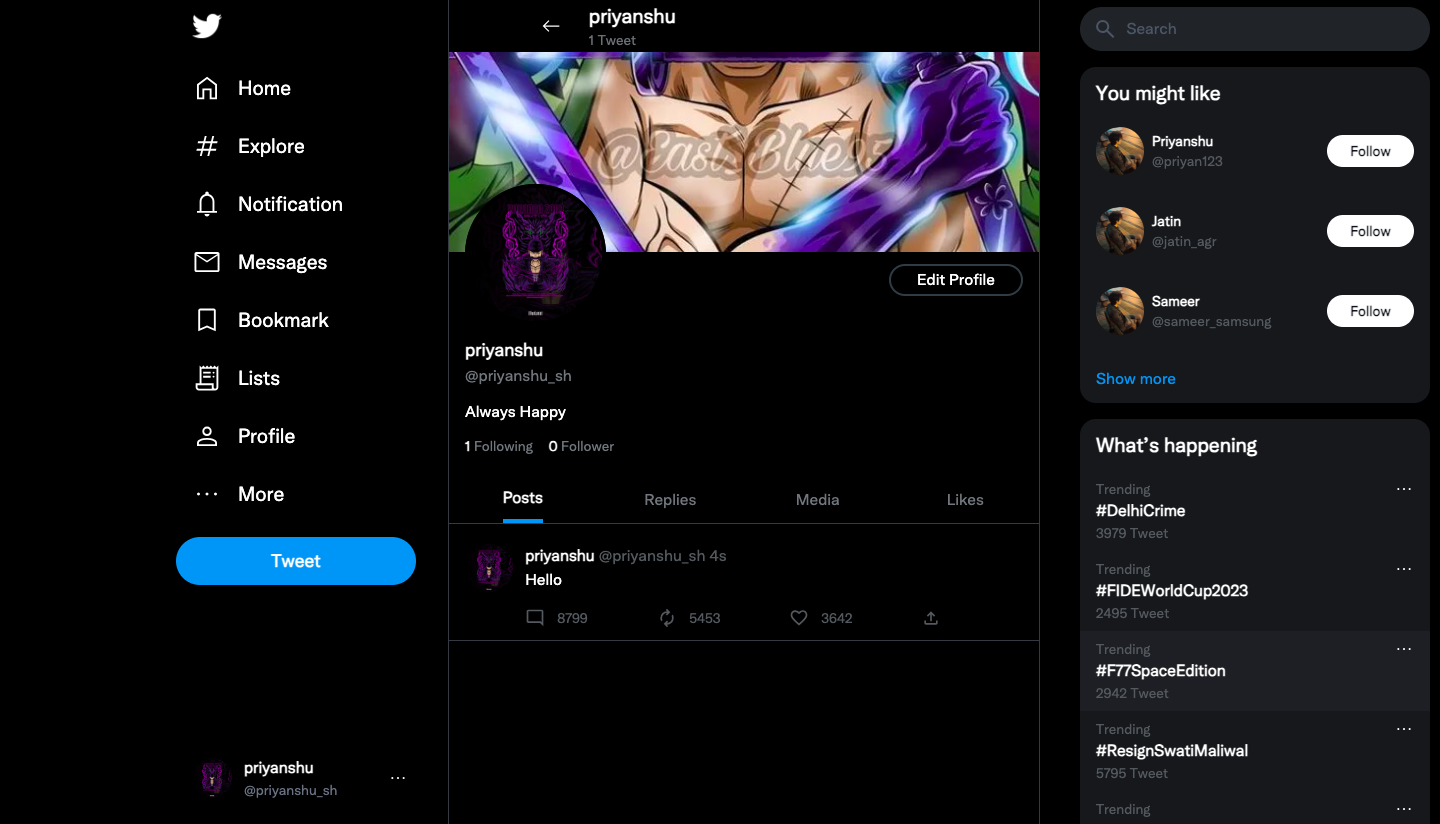 Home
Explore
Notification
Messages
Bookmark
Lists
Profile
More
Tweet
priyanshu
@priyanshu_sh
priyanshu
1 Tweet
Edit Profile
priyanshu
@priyanshu_sh
Always Happy
1 Following 0 Follower
Posts Replies Media Likes
priyanshu @priyanshu_sh 4s
Hello
8799 5453 3642
Search
You might like
Priyanshu
@priyan123
Follow
Jatin
@jatin_agr
Follow
Sameer
@sameer_samsung
Follow
Show more
What's happening
Trending
#DelhiCrime
3979 Tweet
Trending
#FIDEWorldCup2023
2495 Tweet
Trending
#F77SpaceEdition
2942 Tweet
Trending
#ResignSwatiMaliwal
5795 Tweet
Trending